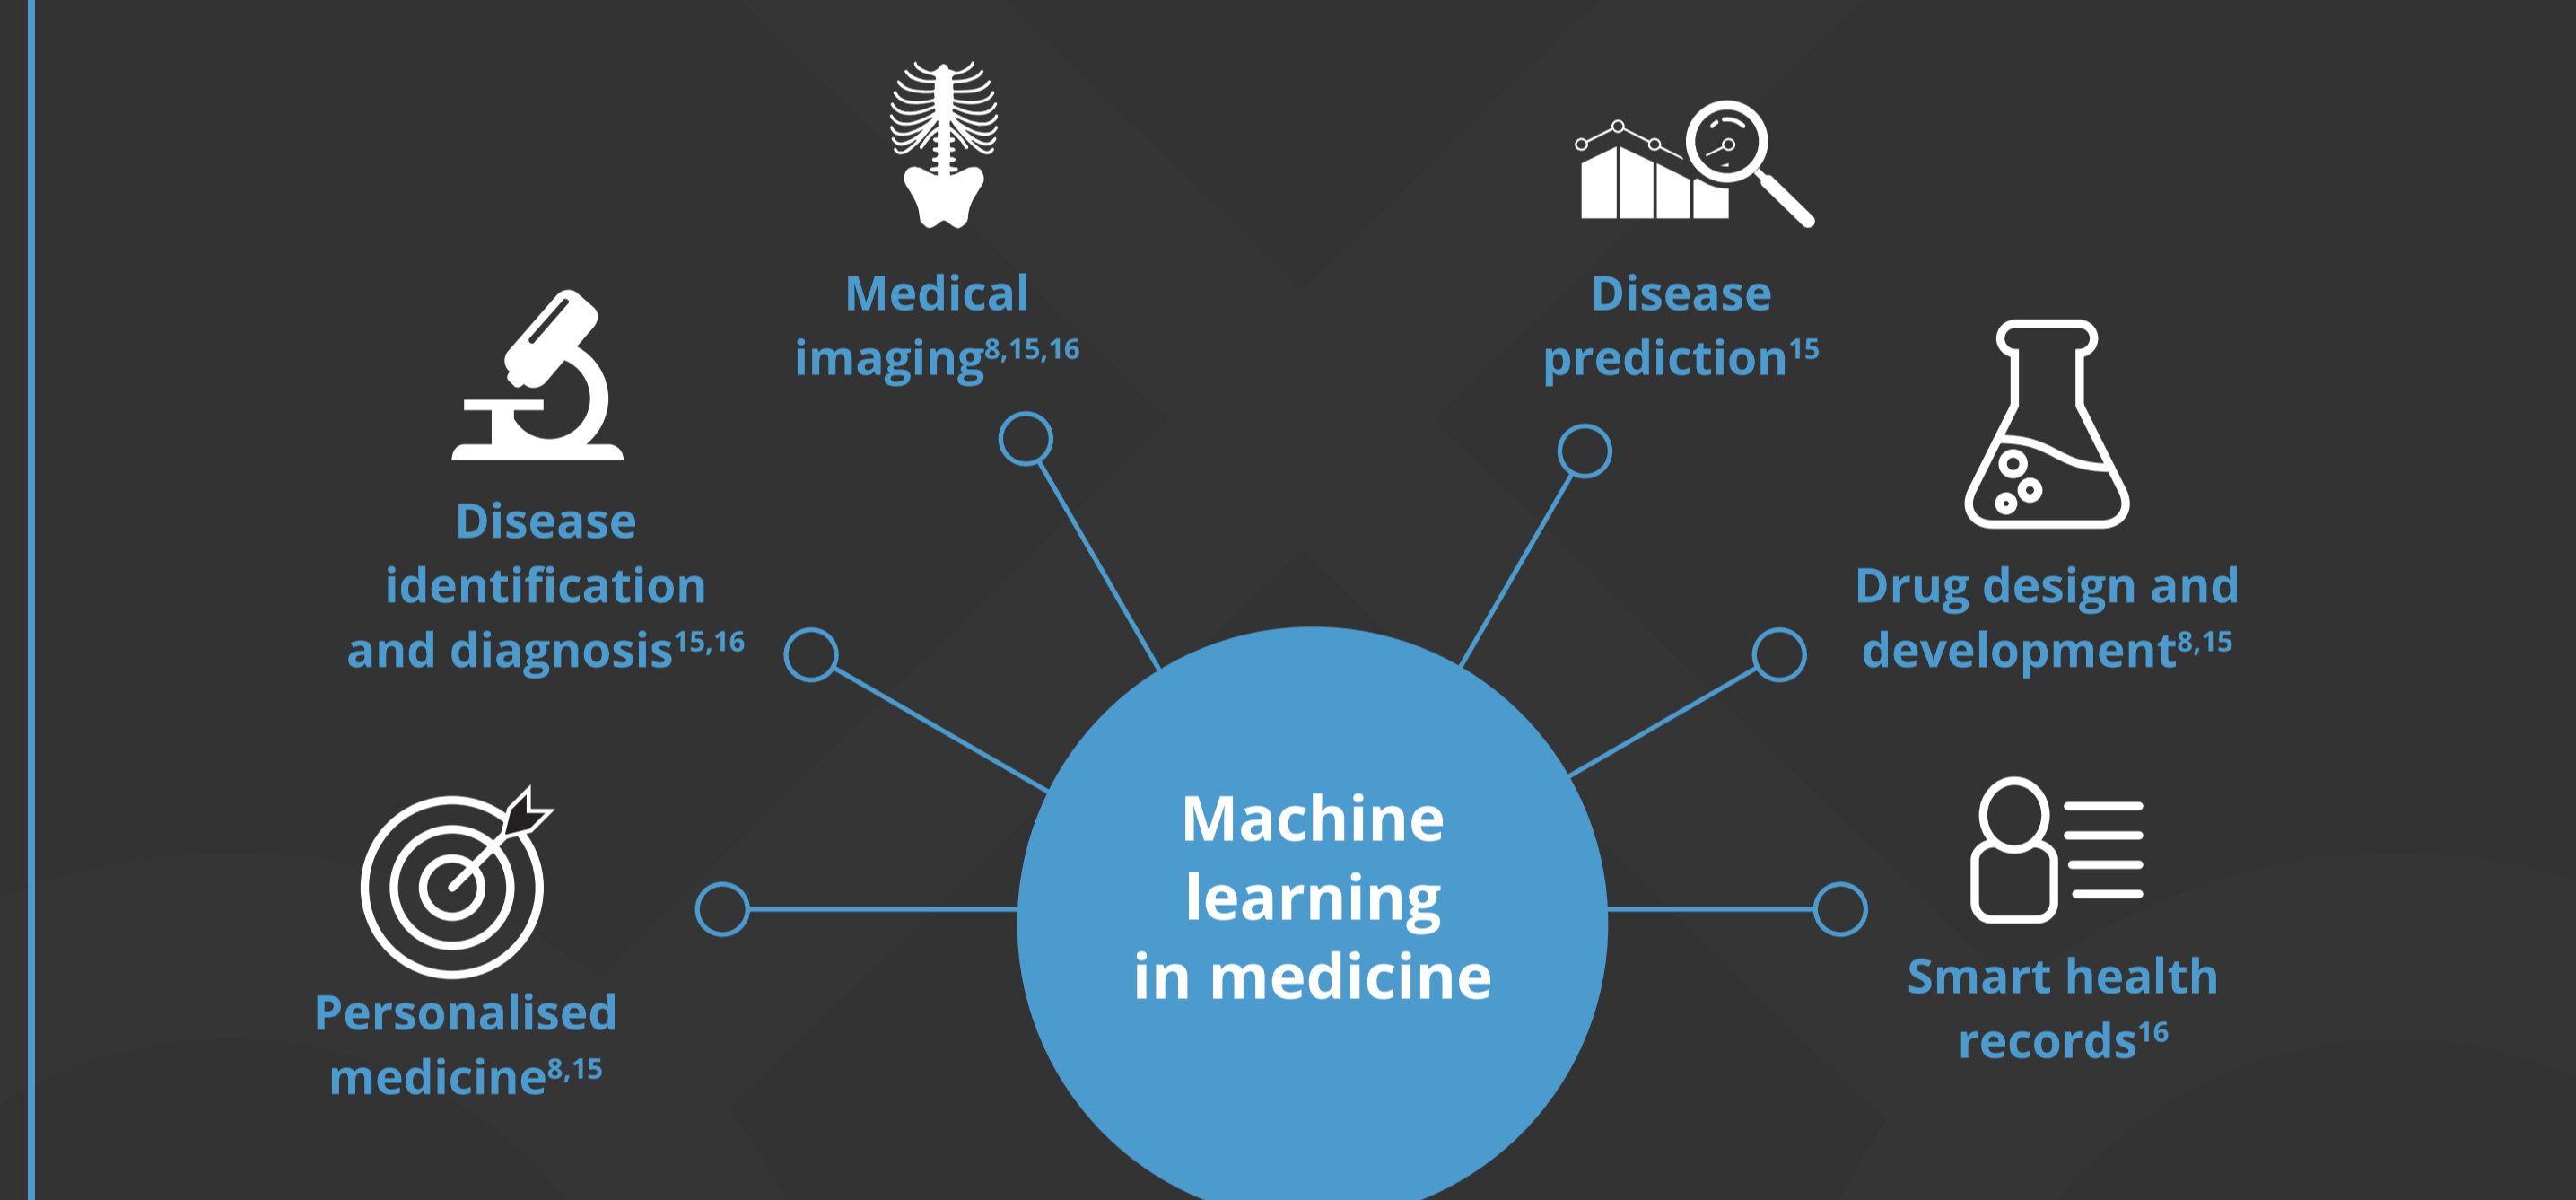 Medical
imaging8,15,16
Disease
prediction15
Disease
identification
and diagnosis15,16
Drug design and
development8,15
Machine
learning
in medicine
Personalised
medicine8,15
Smart health
records16